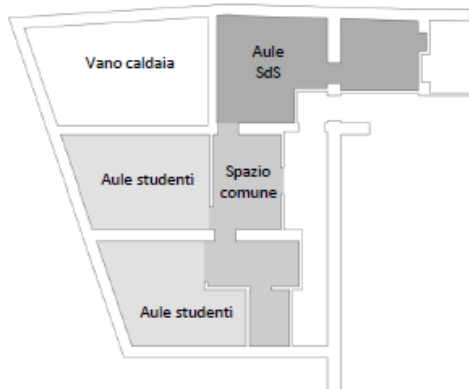 Vano caldaia
Aule
SdS
Aule studenti
Spazio
comune
Aule studenti